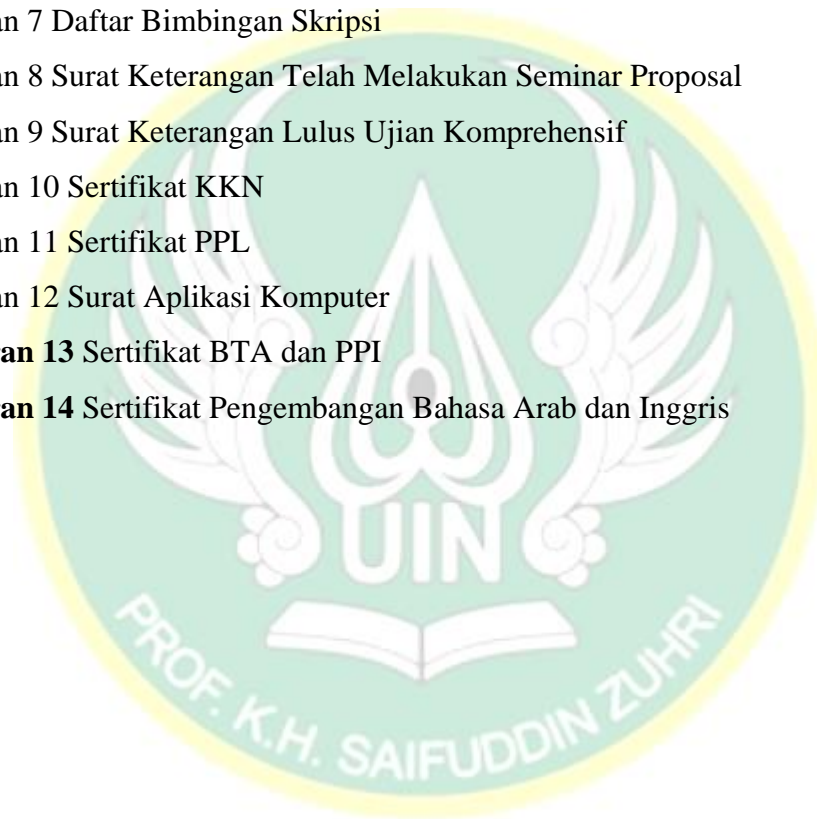 an 7 Daftar Bimbingan Skripsi
an 8 Surat Keterangan Telah Melakukan Seminar Proposal
an 9 Surat Keterangan Lulus Ujian Komprehensif
an 10 Sertifikat KKN
an 11 Sertifikat PPL
an 12 Surat Aplikasi Komputer
ran 13 Sertifikat BTA dan PPI
ran 14 Sertifikat Pengembangan Bahasa Arab dan Inggris
UIN
PROF. K.H. SAIFUDDIN ZUHRI